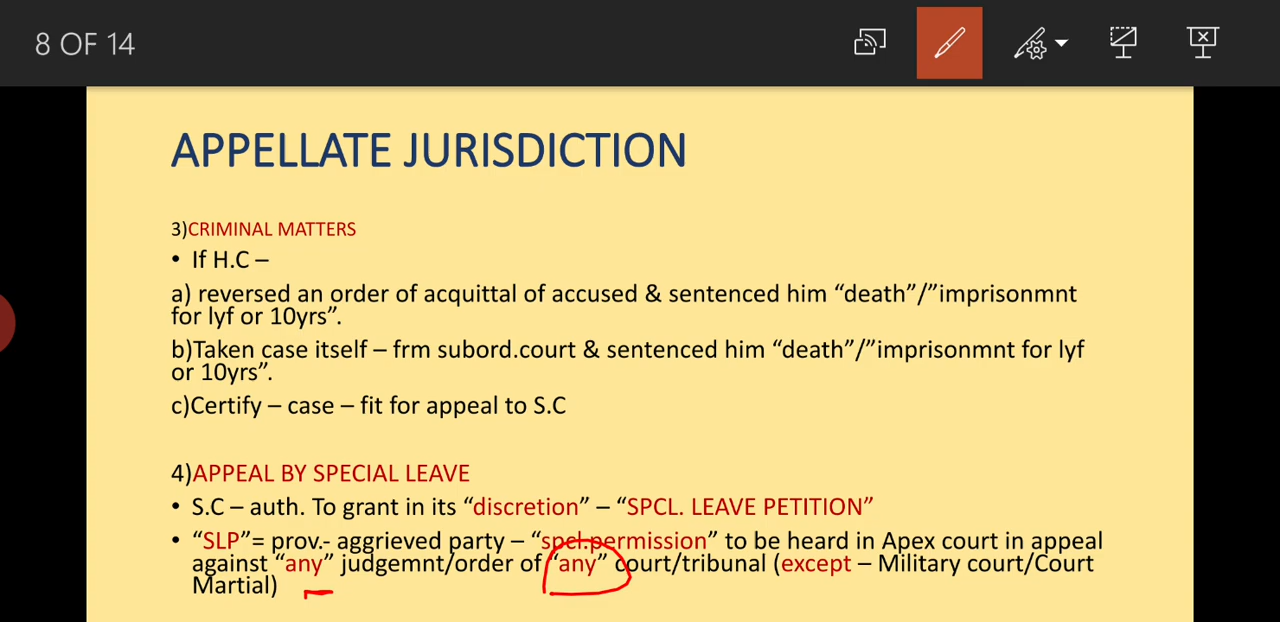 8 OF 14
APPELLATE JURISDICTION
3)CRIMINAL MATTERS
• If H.C –
a) reversed an order of acquittal of accused & sentenced him “death”/”imprisonmnt
for lyf or 10yrs”.
b)Taken case itself – frm subord.court & sentenced him “death”/”imprisonmnt for lyf
or 10yrs”.
c)Certify – case – fit for appeal to S.C
4)APPEAL BY SPECIAL LEAVE
• S.C – auth. To grant in its “discretion” – “SPCL. LEAVE PETITION”
• “SLP”= prov.- aggrieved party – “spcl.permission” to be heard in Apex court in appeal
against “any” judgemnt/order of “any” court/tribunal (except – Military court/Court
Martial)